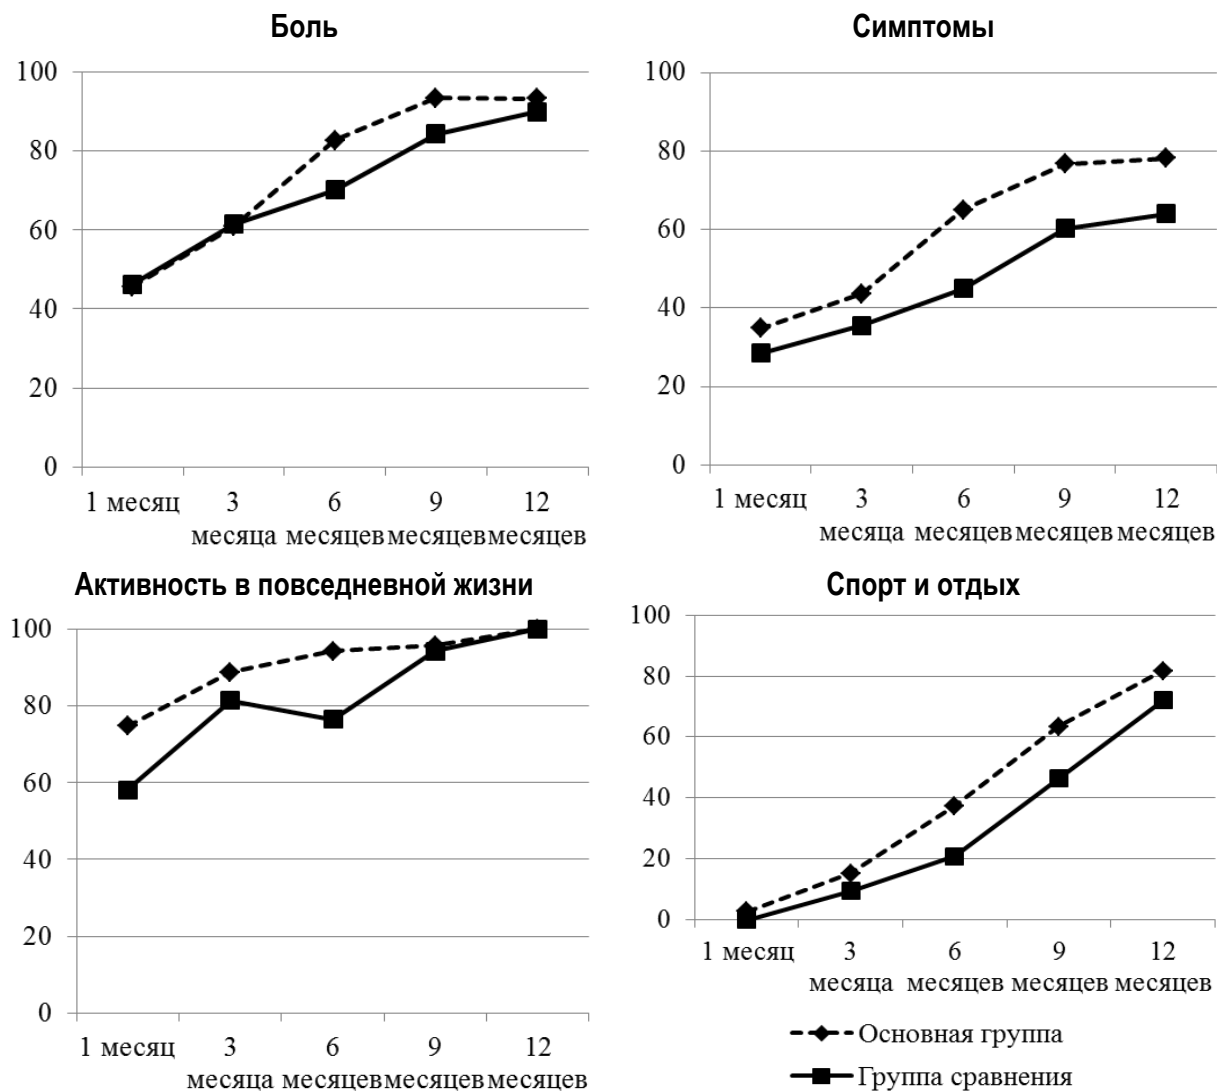 Боль
100
80
60
40
20
0
1 месяц 3 6 9 12
месяца месяцев месяцев месяцев
Симптомы
100
80
60
40
20
0
1 месяц 3 6 9 12
месяца месяцев месяцев месяцев
Активность в повседневной жизни
100
80
60
40
20
0
1 месяц 3 6 9 12
месяца месяцев месяцев месяцев
Спорт и отдых
100
80
60
40
20
0
1 месяц 3 6 9 12
месяца месяцев месяцев месяцев
Основная группа
Группа сравнения